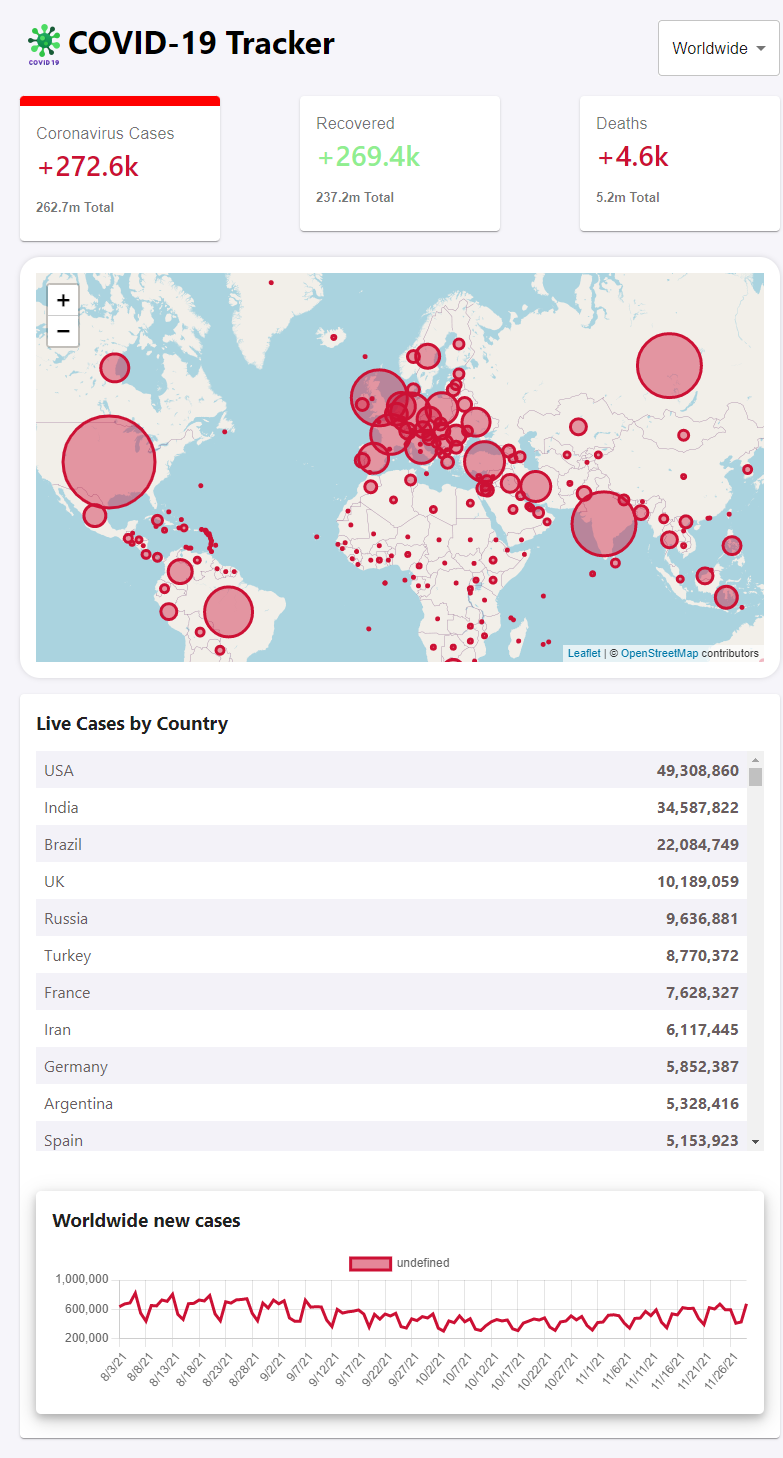 COVID-19 Tracker
COVID 19
Worldwide
Coronavirus Cases
+272.6k
262.7m Total
Recovered
+269.4k
237.2m Total
Deaths
+4.6k
5.2m Total
+
−
Leaflet | © OpenStreetMap contributors
Live Cases by Country
USA 49,308,860
India 34,587,822
Brazil 22,084,749
UK 10,189,059
Russia 9,636,881
Turkey 8,770,372
France 7,628,327
Iran 6,117,445
Germany 5,852,387
Argentina 5,328,416
Spain 5,153,923
Worldwide new cases
undefined
1,000,000
600,000
200,000
8/3/21 8/8/21 8/13/21 8/18/21 8/23/21 8/28/21 9/2/21 9/7/21 9/12/21 9/17/21 9/22/21 9/27/21 10/2/21 10/7/21 10/12/21 10/17/21 10/22/21 10/27/21 11/1/21 11/6/21 11/11/21 11/16/21 11/21/21 11/26/21